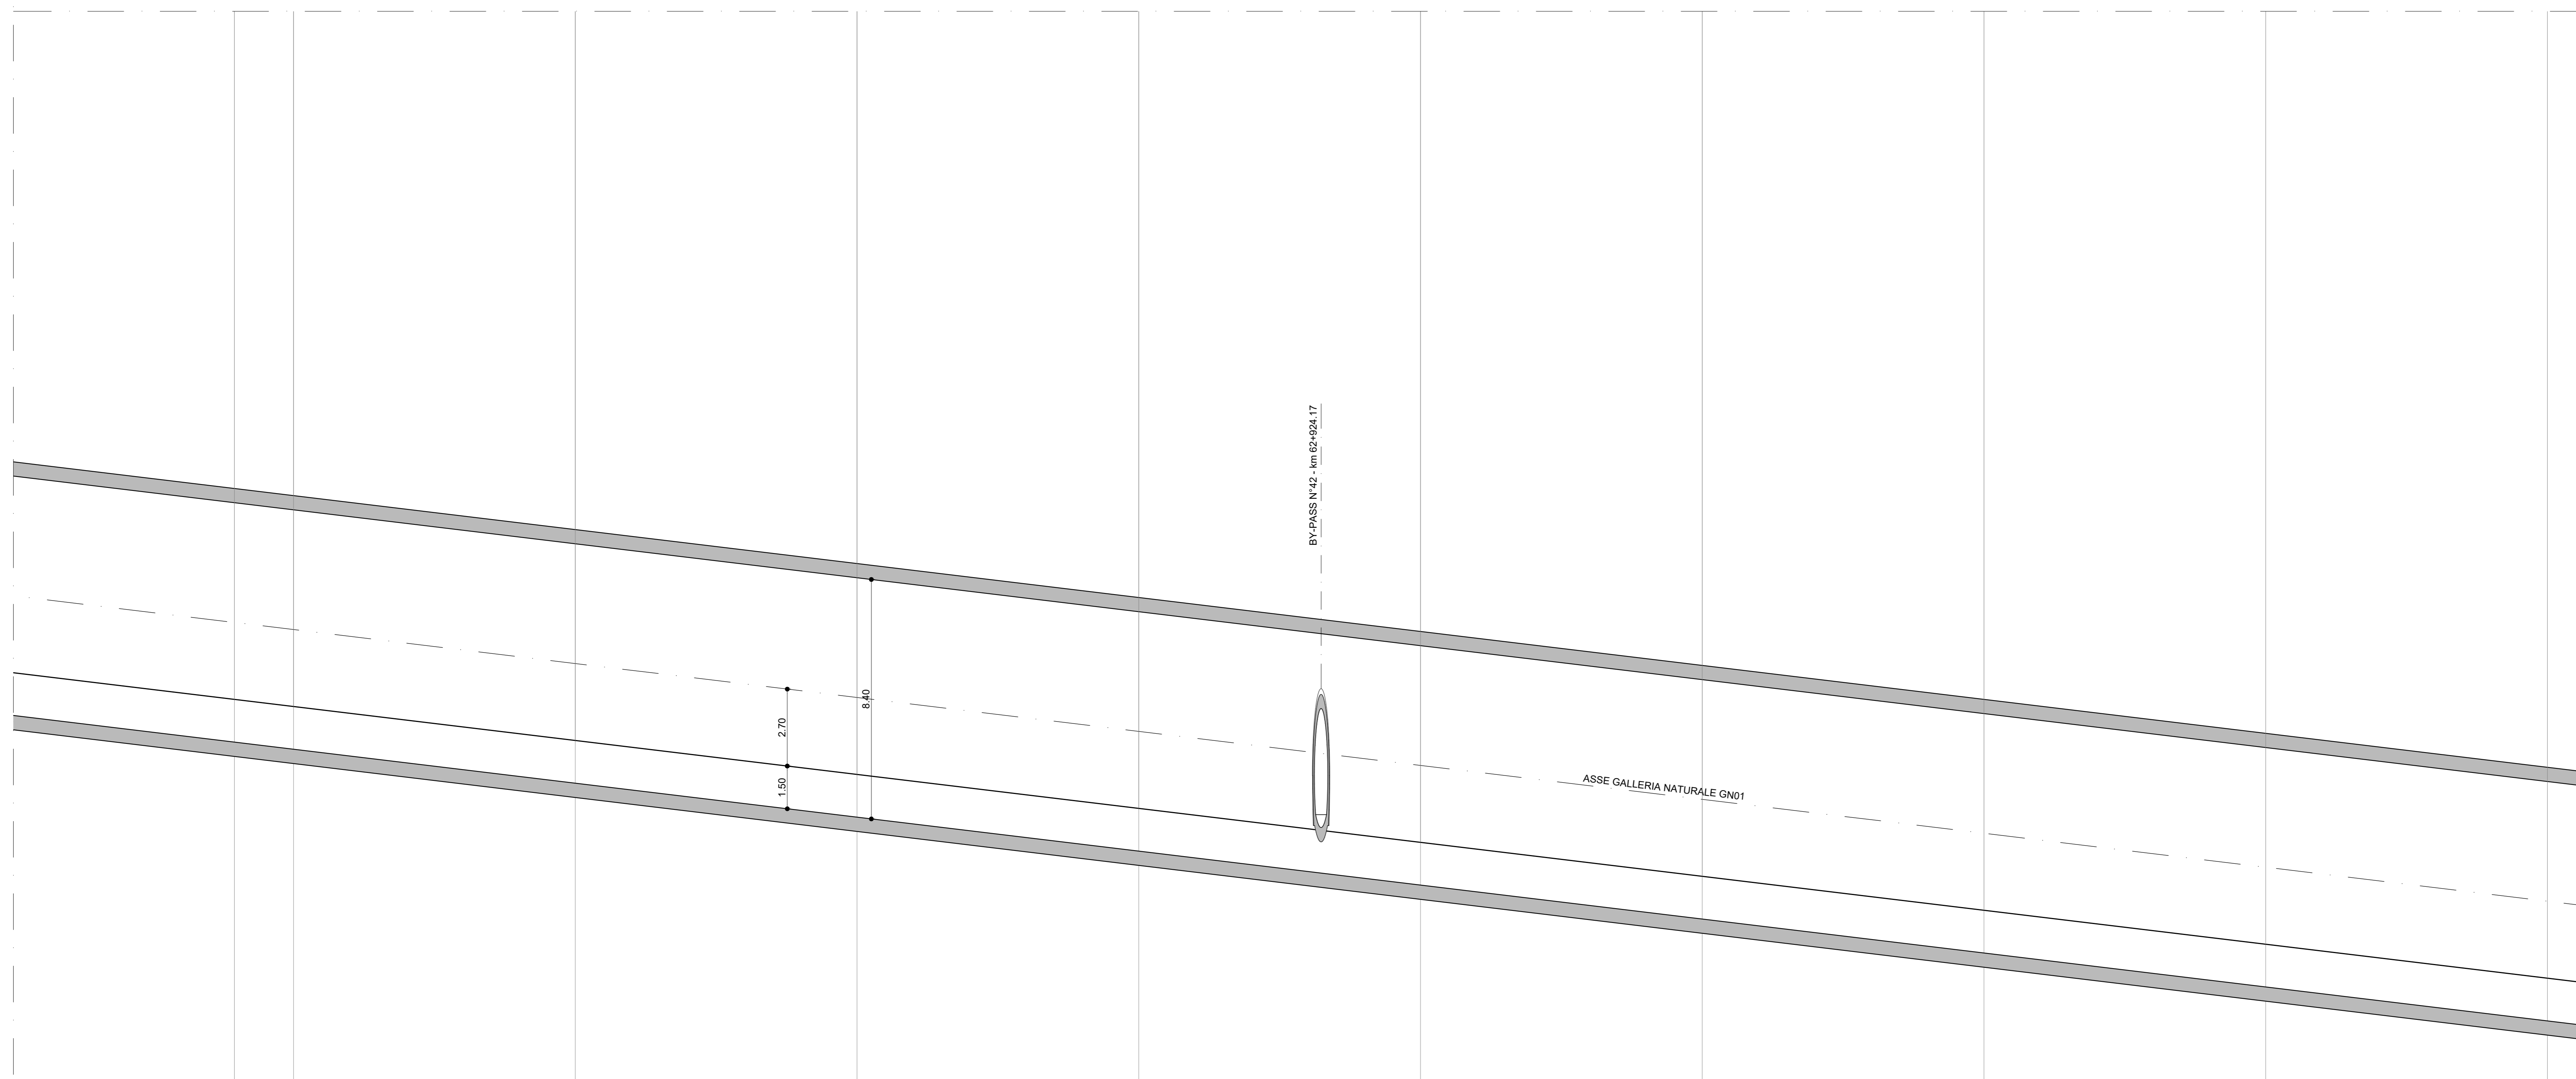 BY-PASS N°42 - km 62+924.17
8.40
2.70
1.50
ASSE GALLERIA NATURALE GN01